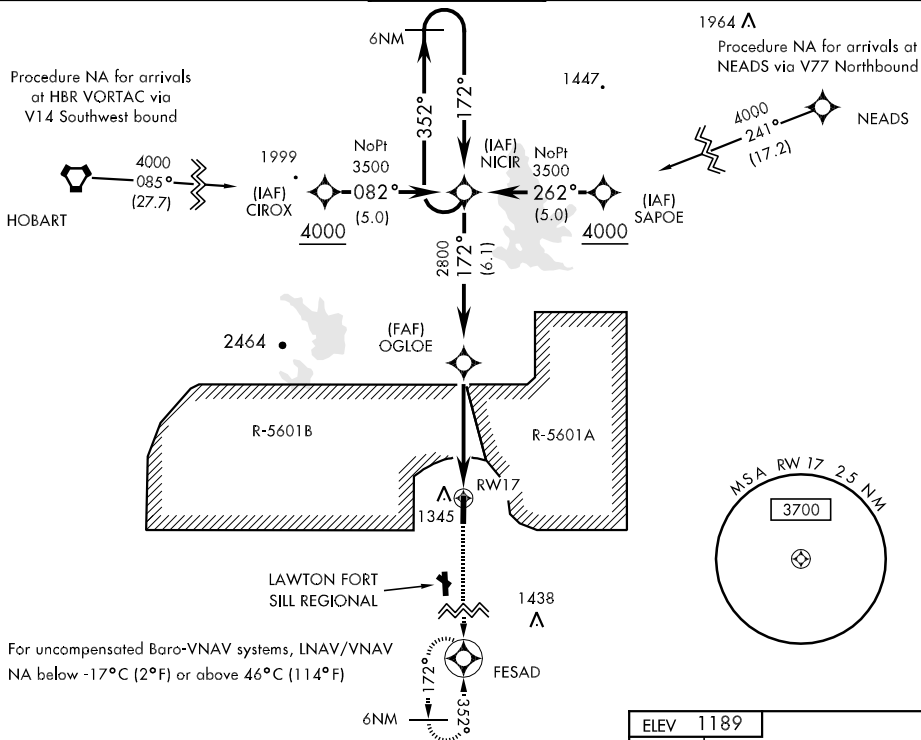 1964
Procedure NA for arrivals at
NEADS via V77 Northbound
6NM
Procedure NA for arrivals
at HBR VORTAC via
V14 Southwest bound
1447
352°
172°
4000
241°
(17.2)
NEADS
HOBART
4000
085°
(27.7)
1999
(IAF)
CIROX
4000
NoPt
3500
082°
(5.0)
(IAF)
NICIR
NoPt
3500
262°
(5.0)
(IAF)
SAPOE
4000
2800
172°
(6.1)
2464
(FAF)
OGLOE
R-5601B
R-5601A
RW17
1345
MSA RW 17 25 NM
3700
LAWTON FORT
SILL REGIONAL
1438
For uncompensated Baro-VNAV systems, LNAV/VNAV
NA below -17°C (2°F) or above 46°C (114°F)
FESAD
172°
352°
6NM
ELEV 1189